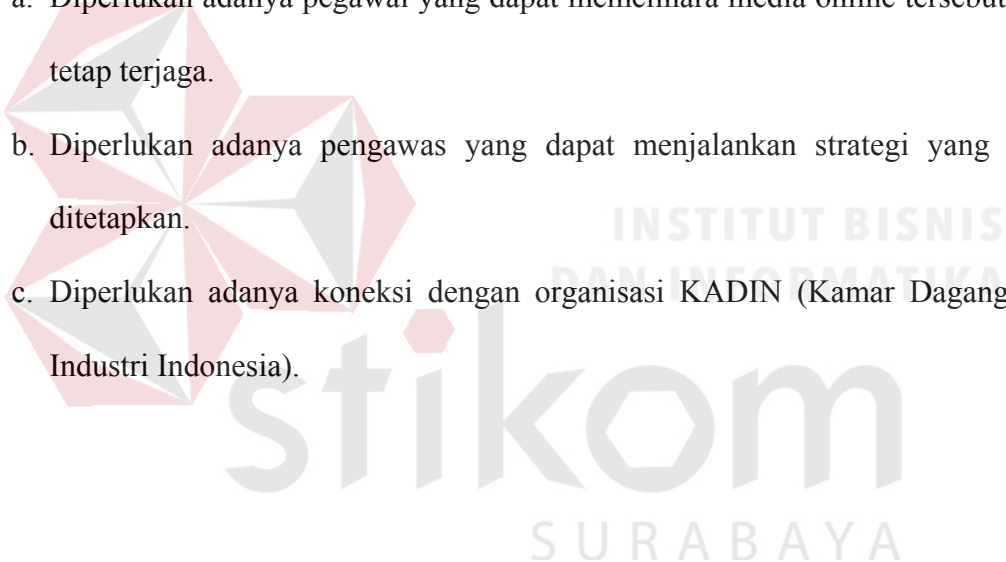 a. Diperlukan adanya pegawai yang dapat memelihara media online tersebut
tetap terjaga.
b. Diperlukan adanya pengawas yang dapat menjalankan strategi yang
ditetapkan.
INSTITUT BISNIS
c. Diperlukan adanya koneksi dengan organisasi KADIN (Kamar Dagang
DAN INFORMATIKA
Industri Indonesia).
stikom
SURABAYA